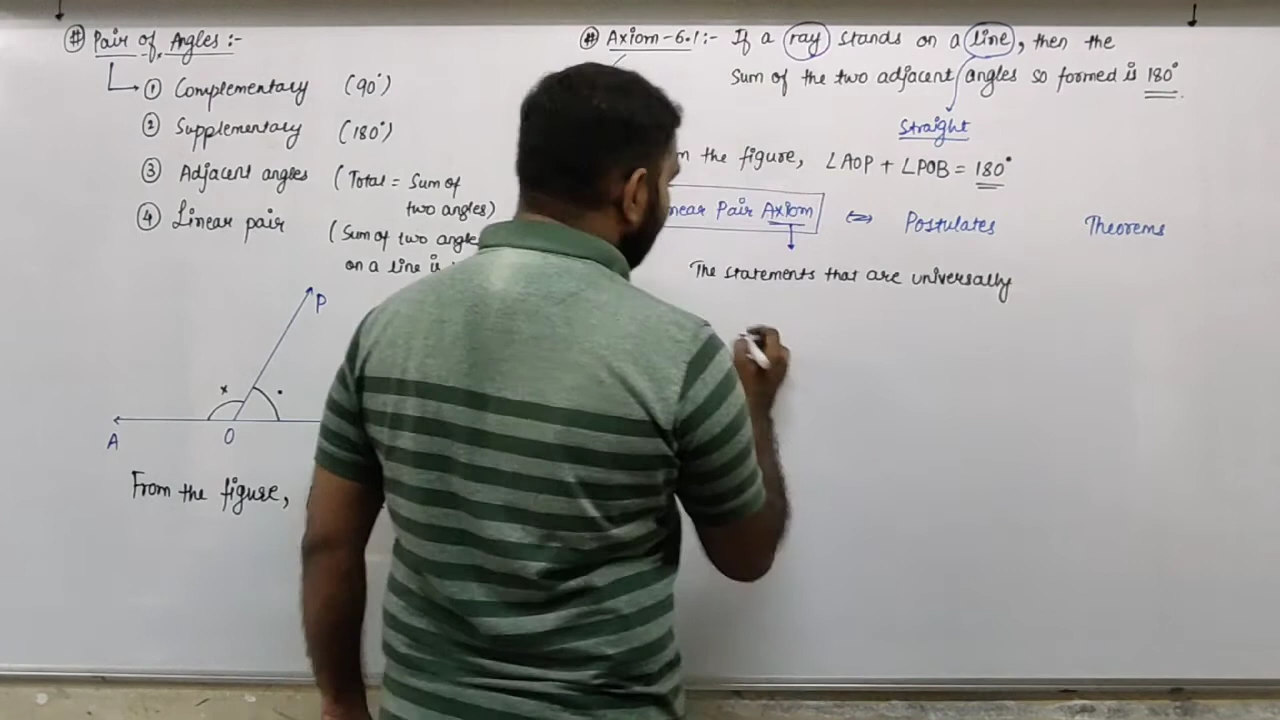 # Pair of Angles :-
① Complementary (90°)
② Supplementary (180°)
③ Adjacent angles (Total = Sum of
two angles)
④ Linear pair (Sum of two angle
on a line is
P
x
.
A
O
From the figure,
# Axiom-6.1 :- If a ray stands on a line, then the
Sum of the two adjacent angles so formed is 180°
Straight
the figure, ∠AOP + ∠POB = 180°
near Pair Axiom ⇔ Postulates Theorems
The statements that are universally